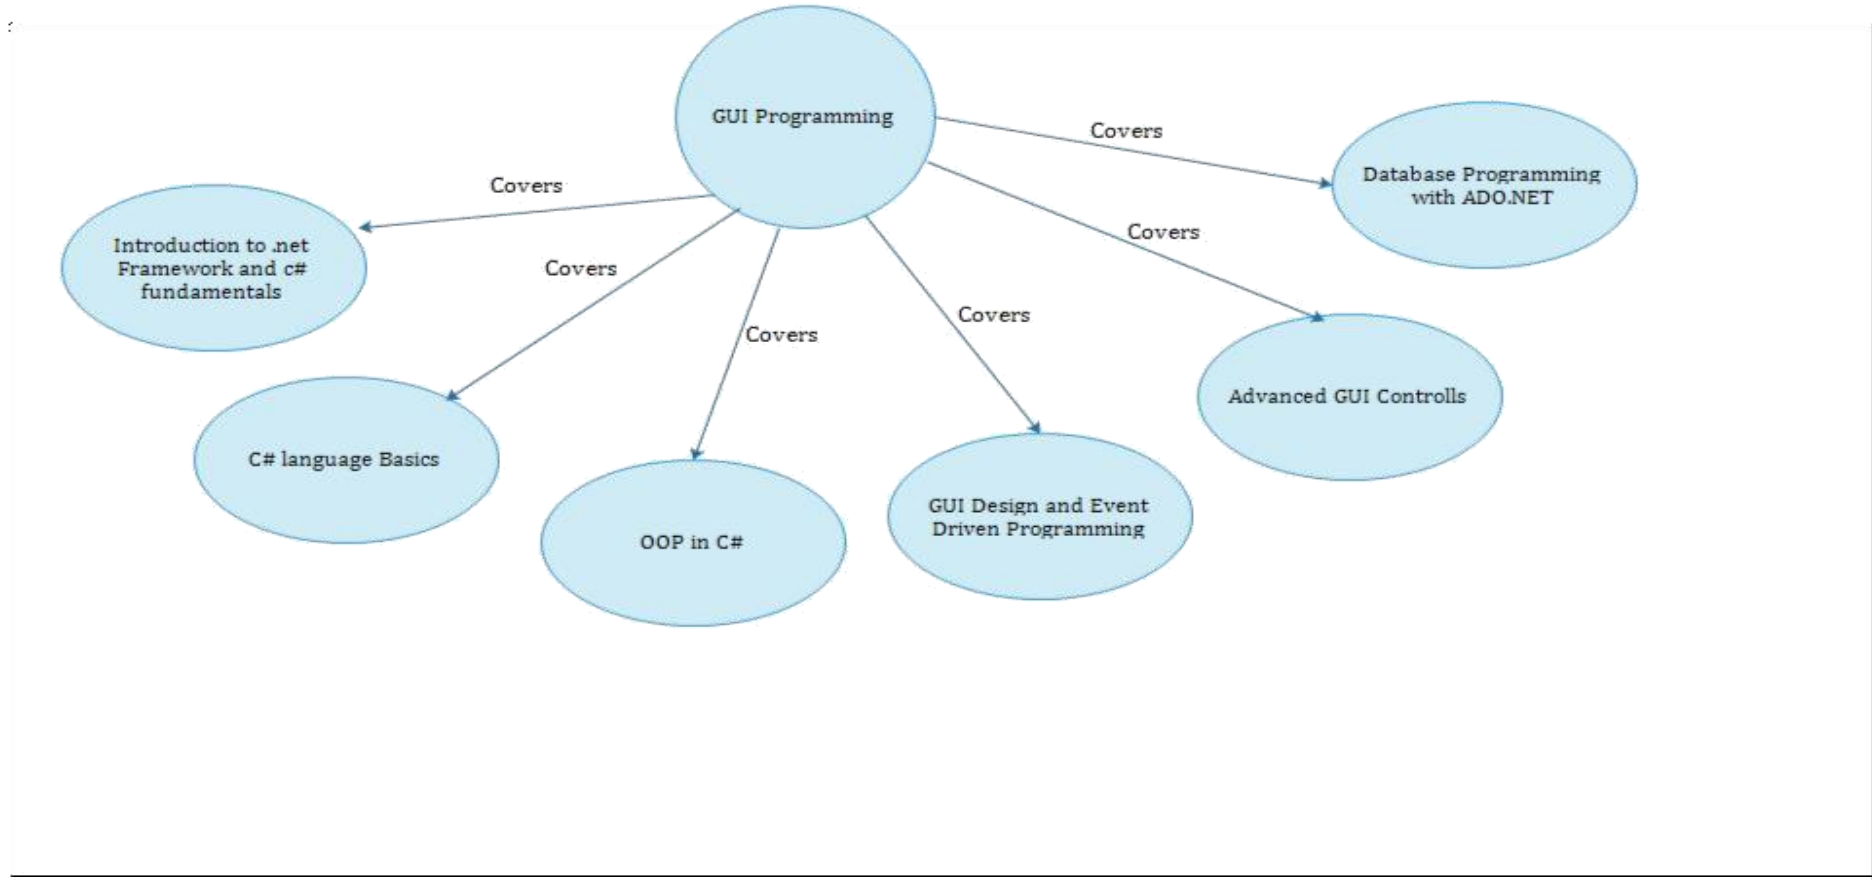 GUI Programming
Covers
Database Programming
with ADO.NET
Covers
Introduction to .net
Framework and c#
fundamentals
Covers
Covers
Covers
Covers
Advanced GUI Controlls
C# language Basics
GUI Design and Event
Driven Programming
OOP in C#